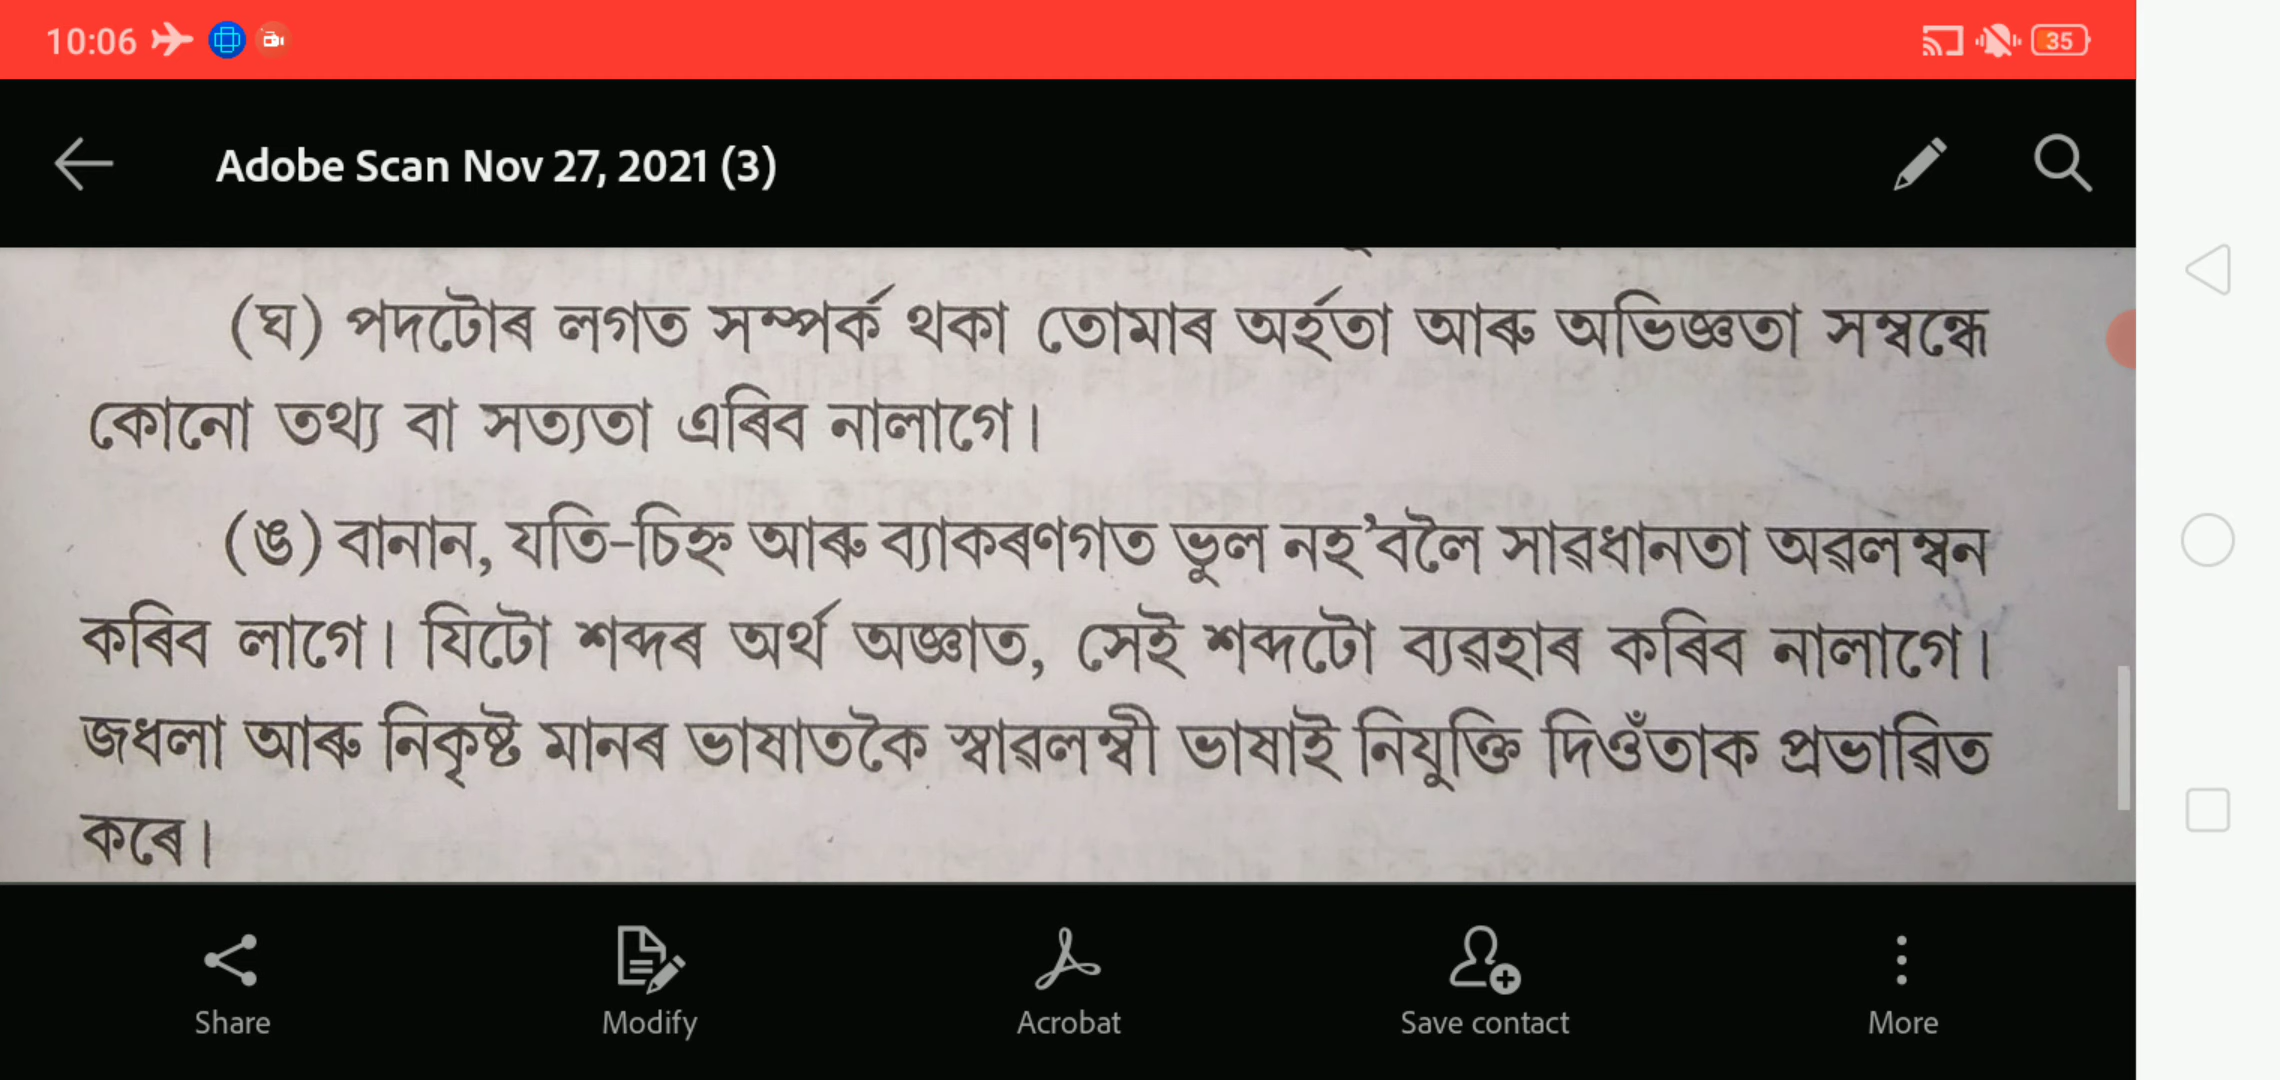 10:06
35
Adobe Scan Nov 27, 2021 (3)
(ঘ) পদটোৰ লগত সম্পৰ্ক থকা তোমাৰ অৰ্হতা আৰু অভিজ্ঞতা সম্বন্ধে
কোনো তথ্য বা সত্যতা এৰিব নালাগে।
(ঙ) বানান, যতি-চিহ্ন আৰু ব্যাকৰণগত ভুল নহ'বলৈ সাৱধানতা অৱলম্বন
কৰিব লাগে। যিটো শব্দৰ অৰ্থ অজ্ঞাত, সেই শব্দটো ব্যৱহাৰ কৰিব নালাগে।
জধলা আৰু নিকৃষ্ট মানৰ ভাষাতকৈ স্বাৱলম্বী ভাষাই নিযুক্তি দিওঁতাক প্ৰভাৱিত
কৰে।
Share
Modify
Acrobat
Save contact
More